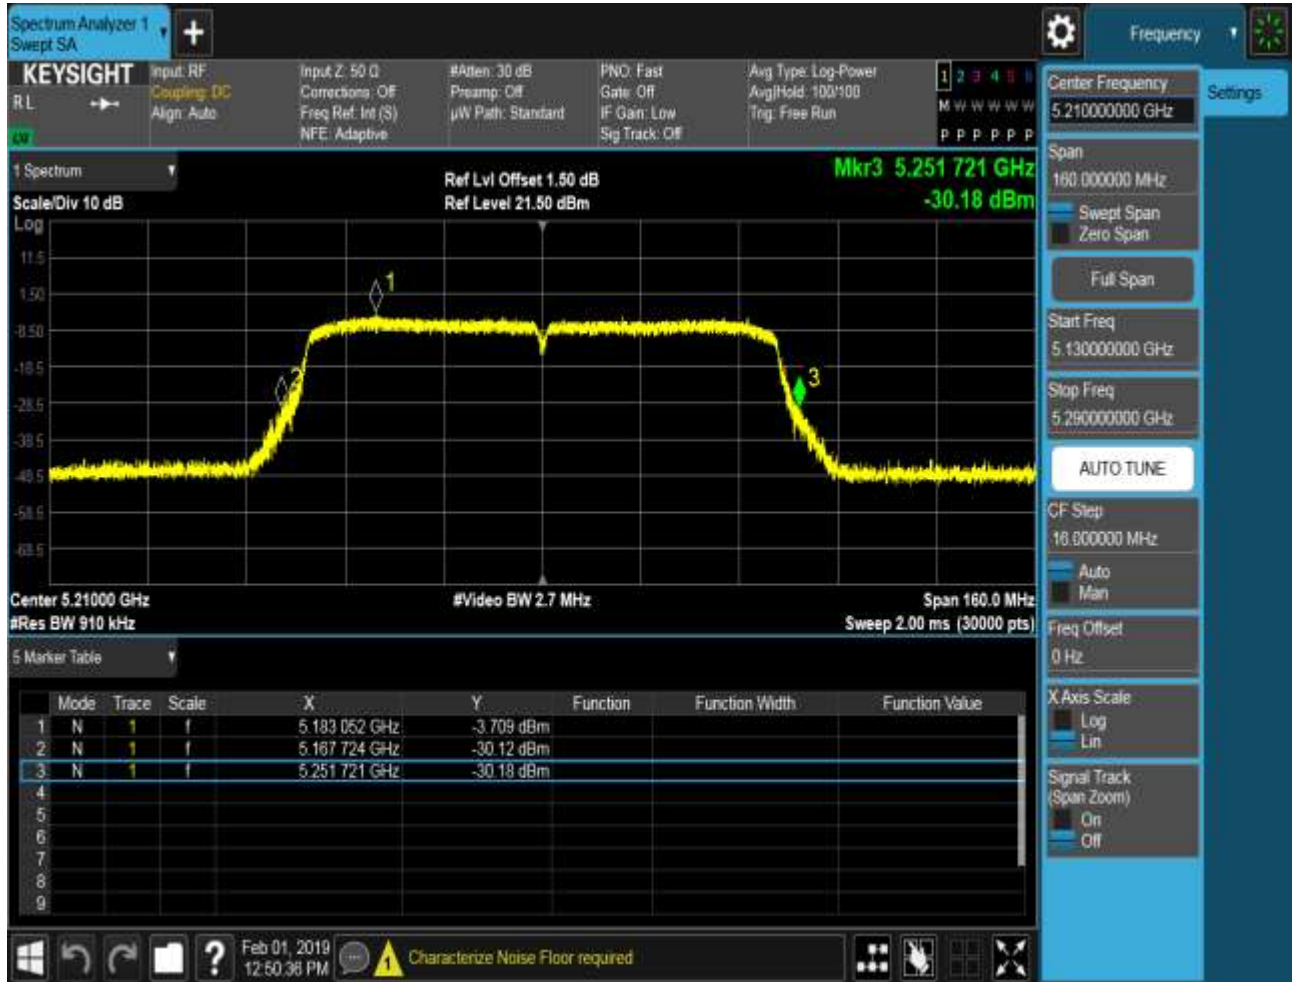 Spectrum Analyzer 1
Swept SA
+
Frequency
KEYSIGHT
RL
Input: RF
Coupling: DC
Align: Auto
Input Z: 50 Ω
Corrections: Off
Freq Ref: Int (S)
NFE: Adaptive
#Atten: 30 dB
Preamp: Off
µW Path: Standard
PNO: Fast
Gate: Off
IF Gain: Low
Sig Track: Off
Avg Type: Log-Power
Avg|Hold: 100/100
Trig: Free Run
1 2 3 4 5 6
M W W W W W
P P P P P P
1 Spectrum
Scale/Div 10 dB
Ref Lvl Offset 1.50 dB
Ref Level 21.50 dBm
Mkr3 5.251 721 GHz
-30.18 dBm
Log
11.5
1.50
-8.50
-18.5
-28.5
-38.5
-48.5
-58.5
-68.5
1
2
3
Center 5.21000 GHz
#Res BW 910 kHz
#Video BW 2.7 MHz
Span 160.0 MHz
Sweep 2.00 ms (30000 pts)
5 Marker Table
Mode Trace Scale X Y Function Function Width Function Value
1 N 1 f 5.183 052 GHz -3.709 dBm
2 N 1 f 5.167 724 GHz -30.12 dBm
3 N 1 f 5.251 721 GHz -30.18 dBm
4
5
6
7
8
9
?
Feb 01, 2019
12:50:36 PM
1
Characterize Noise Floor required
Center Frequency
5.210000000 GHz
Settings
Span
160.000000 MHz
Swept Span
Zero Span
Full Span
Start Freq
5.130000000 GHz
Stop Freq
5.290000000 GHz
AUTO TUNE
CF Step
16.000000 MHz
Auto
Man
Freq Offset
0 Hz
X Axis Scale
Log
Lin
Signal Track
(Span Zoom)
On
Off